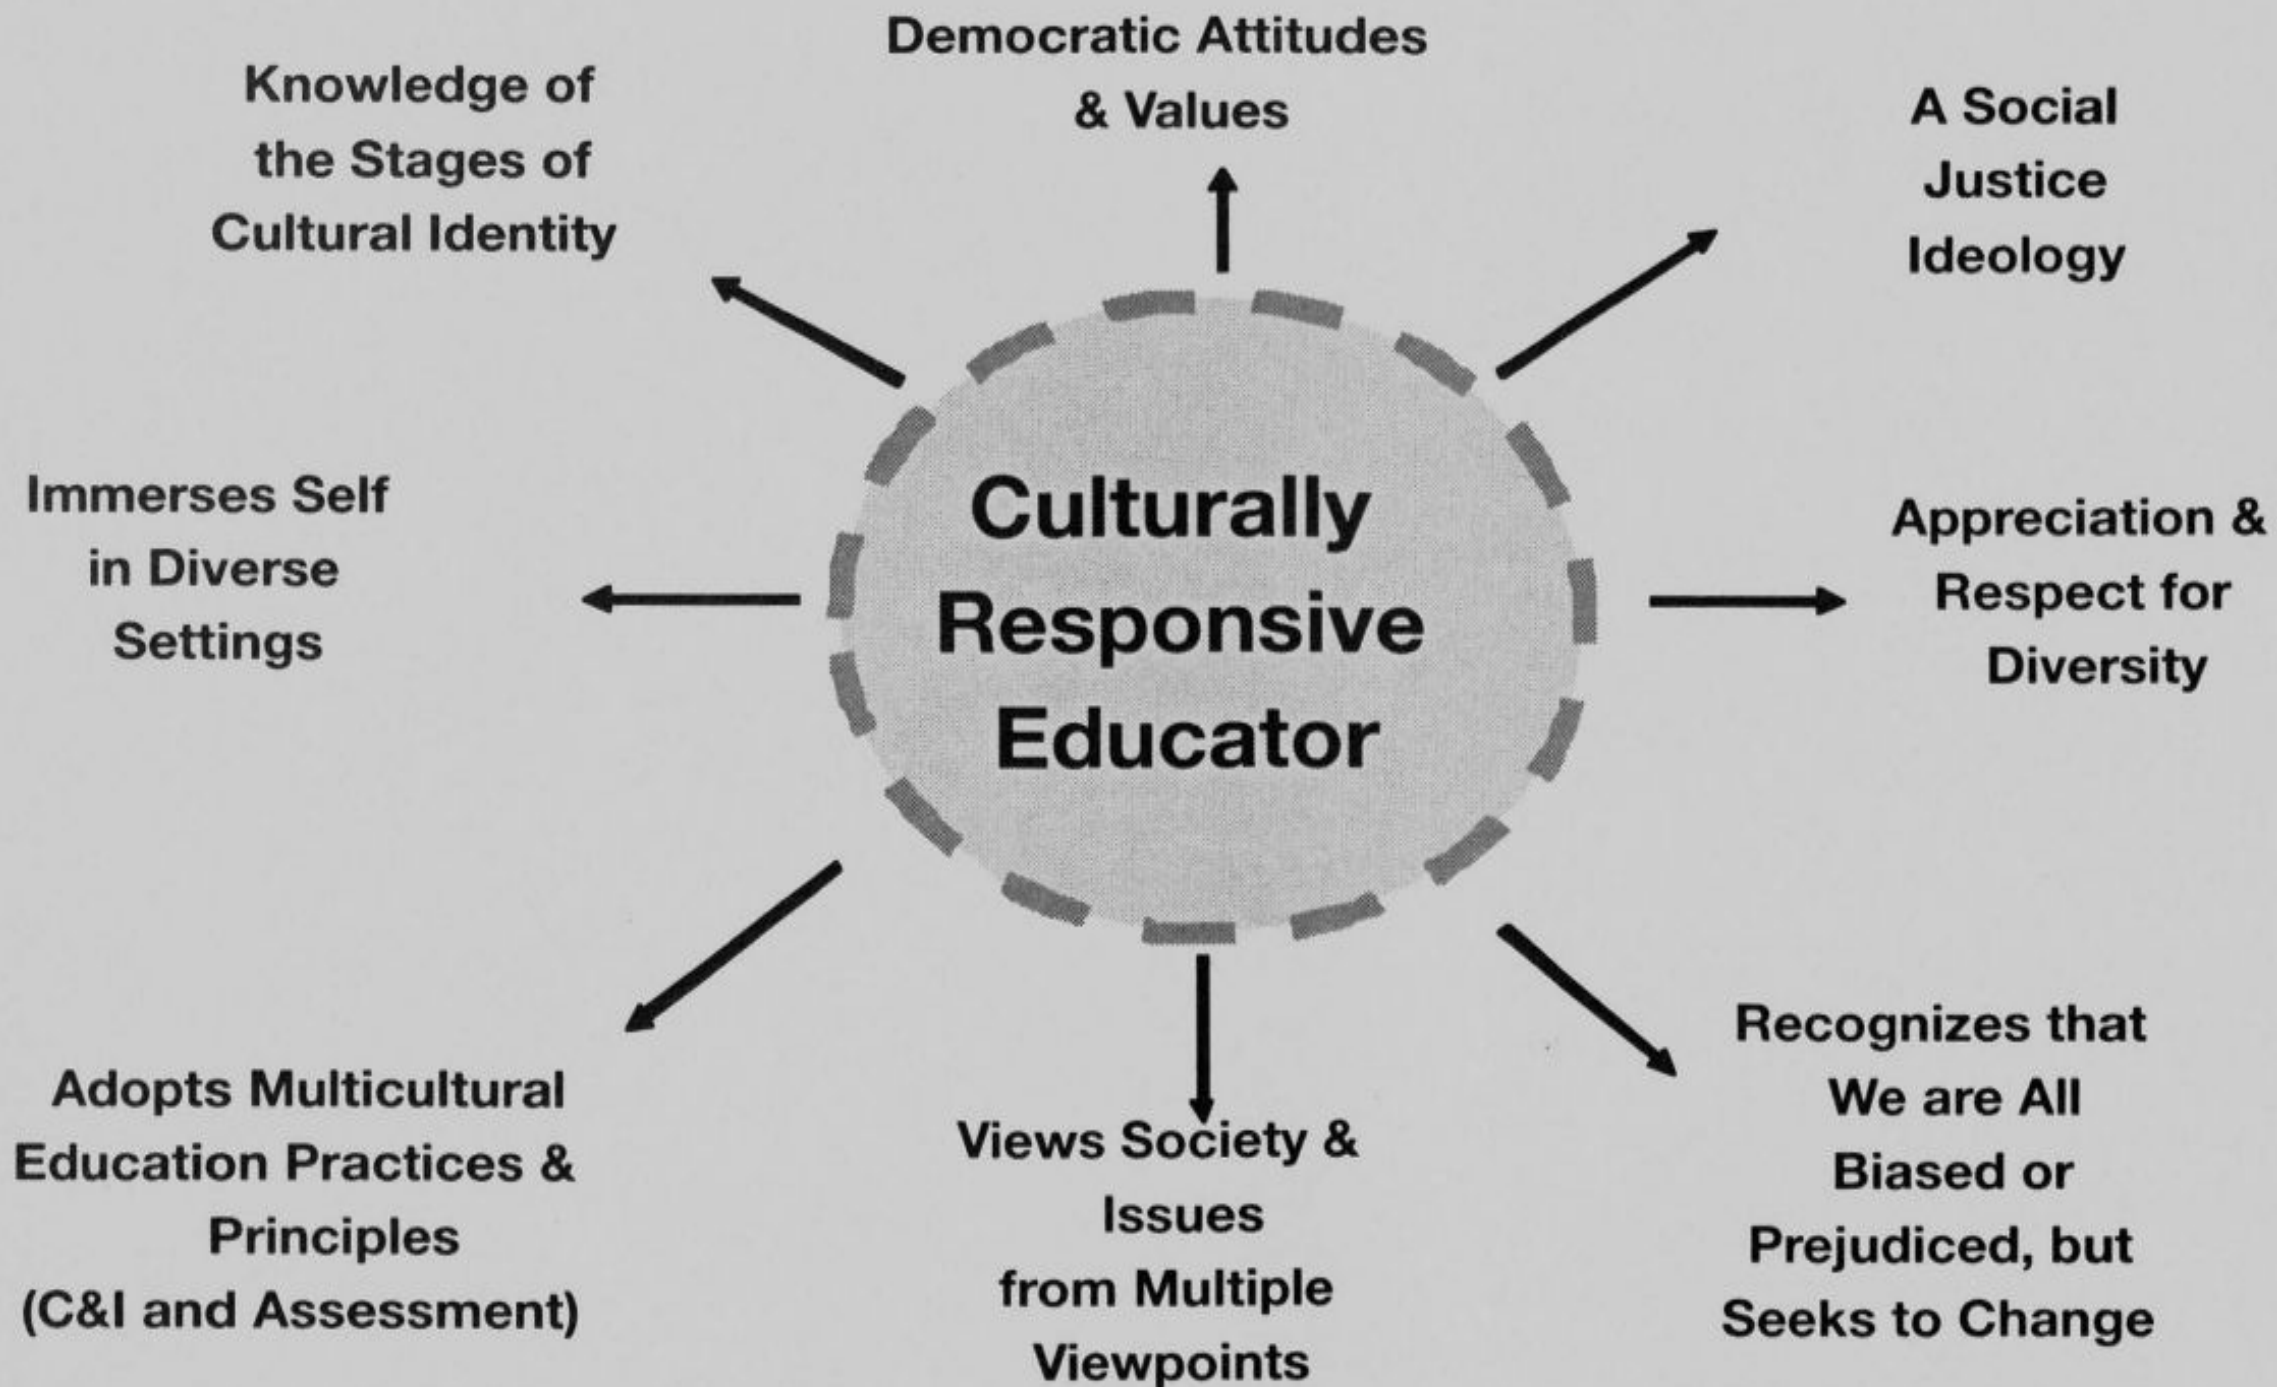 Democratic Attitudes
& Values
Knowledge of
the Stages of
Cultural Identity
A Social
Justice
Ideology
Immerses Self
in Diverse
Settings
Culturally
Responsive
Educator
Appreciation &
Respect for
Diversity
Adopts Multicultural
Education Practices &
Principles
(C&I and Assessment)
Views Society &
Issues
from Multiple
Viewpoints
Recognizes that
We are All
Biased or
Prejudiced, but
Seeks to Change